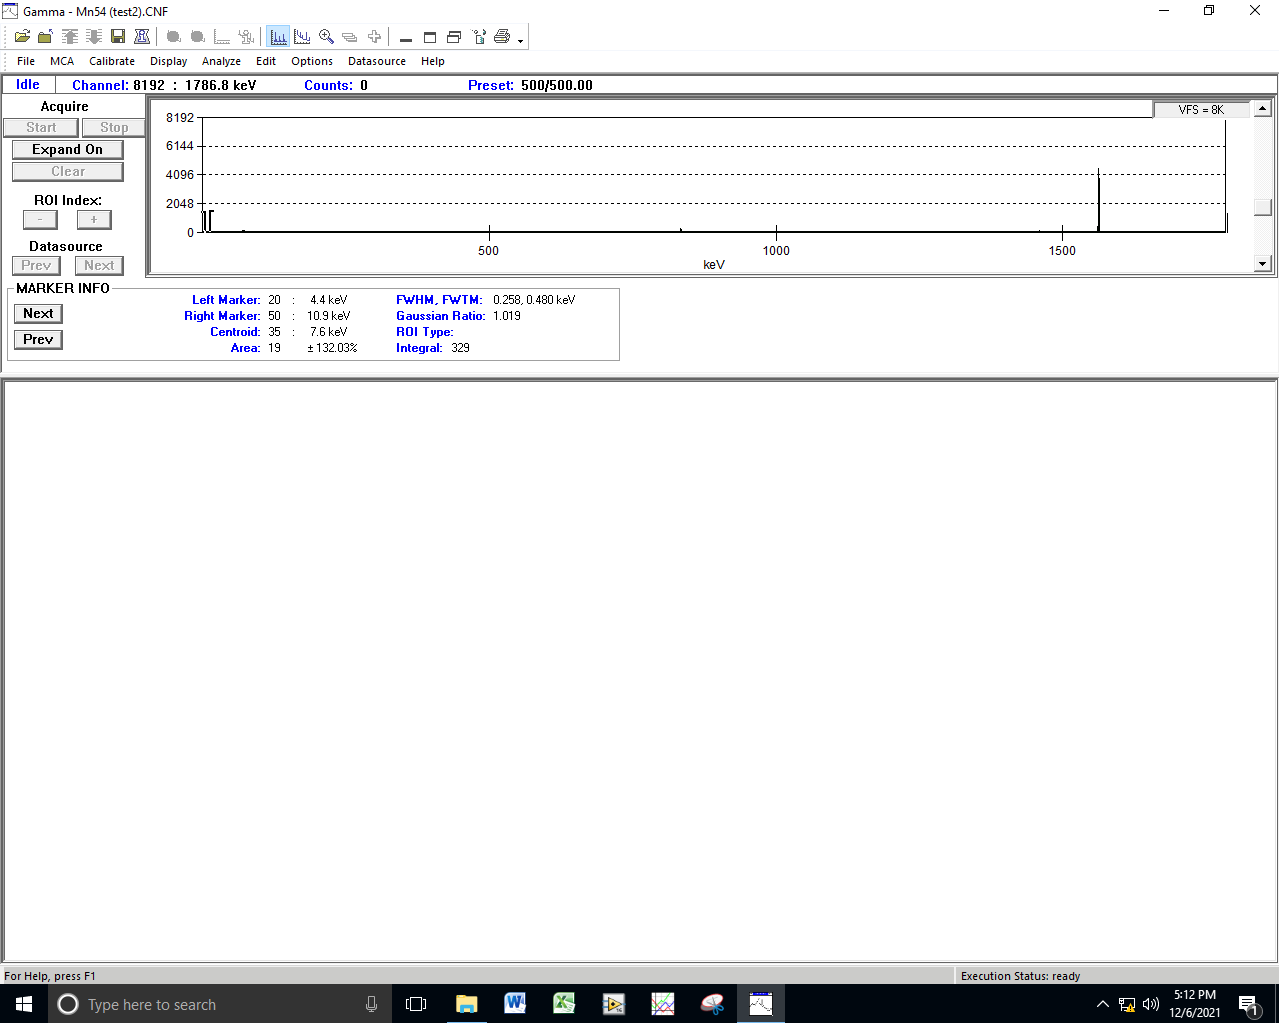 Gamma - Mn54 (test2).CNF
File MCA Calibrate Display Analyze Edit Options Datasource Help
Idle Channel: 8192 : 1786.8 keV Counts: 0 Preset: 500/500.00
Acquire
Start Stop
Expand On
Clear
ROI Index:
- +
Datasource
Prev Next
VFS = 8K
8192
6144
4096
2048
0
500 1000 1500
keV
MARKER INFO
Next
Prev
Left Marker: 20 : 4.4 keV FWHM, FWTM: 0.258, 0.480 keV
Right Marker: 50 : 10.9 keV Gaussian Ratio: 1.019
Centroid: 35 : 7.6 keV ROI Type:
Area: 19 ± 132.03% Integral: 329
For Help, press F1 Execution Status: ready
Type here to search
5:12 PM
12/6/2021
1